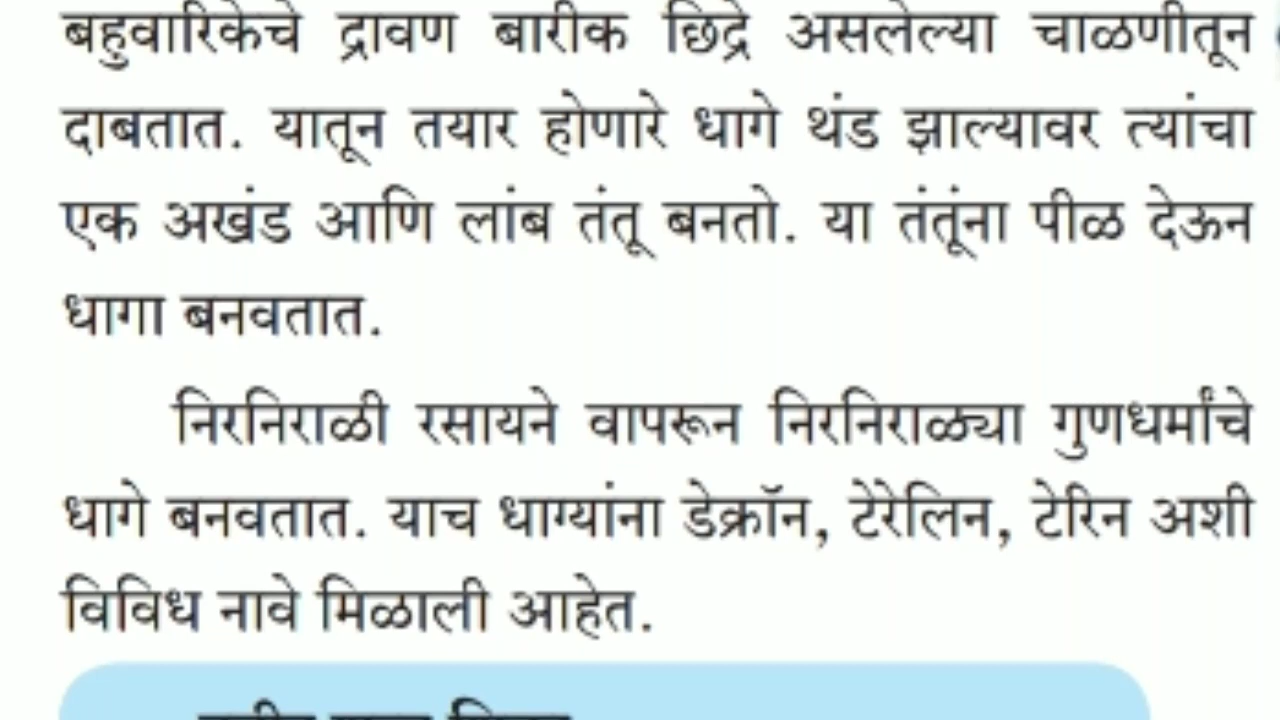 बहुवारिकेचे द्रावण बारीक छिद्रे असलेल्या चाळणीतून
दाबतात. यातून तयार होणारे धागे थंड झाल्यावर त्यांचा
एक अखंड आणि लांब तंतू बनतो. या तंतूंना पीळ देऊन
धागा बनवतात.
निरनिराळी रसायने वापरून निरनिराळ्या गुणधर्मांचे
धागे बनवतात. याच धाग्यांना डेक्रॉन, टेरेलिन, टेरिन अशी
विविध नावे मिळाली आहेत.